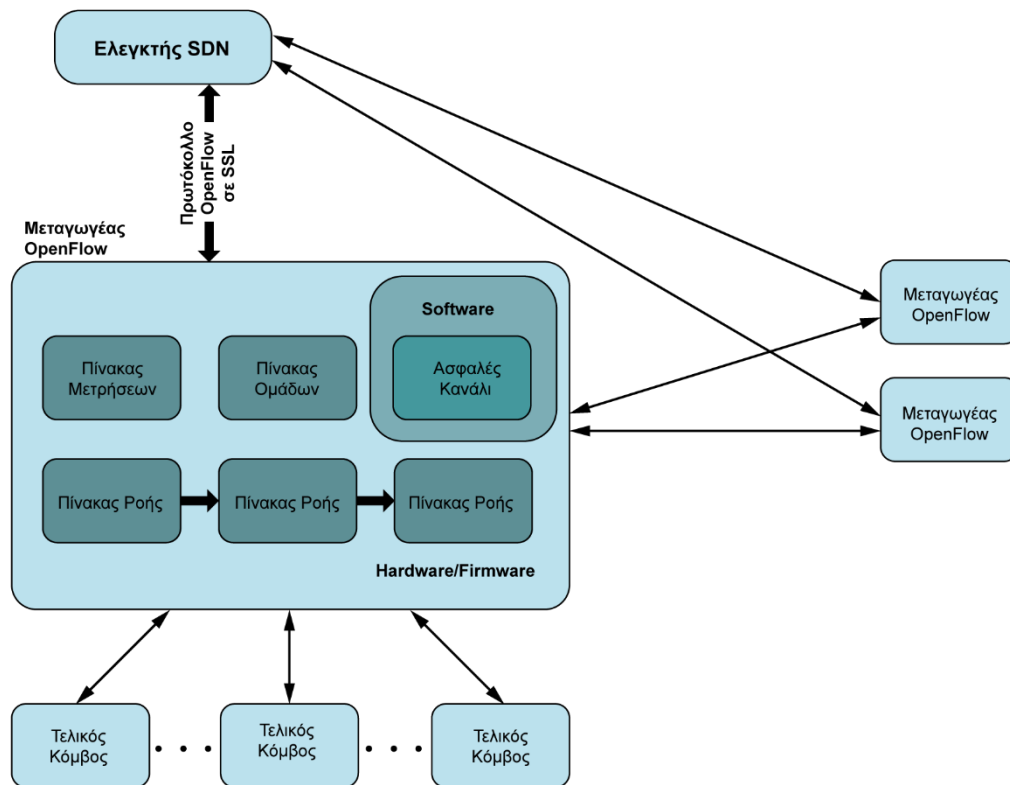 Ελεγκτής SDN
Πρωτόκολλο
OpenFlow
σε SSL
Μεταγωγέας
OpenFlow
Software
Πίνακας
Μετρήσεων
Πίνακας
Ομάδων
Ασφαλές
Κανάλι
Πίνακας Ροής
Πίνακας Ροής
Πίνακας Ροής
Hardware/Firmware
Μεταγωγέας
OpenFlow
Μεταγωγέας
OpenFlow
Τελικός
Κόμβος
Τελικός
Κόμβος
Τελικός
Κόμβος